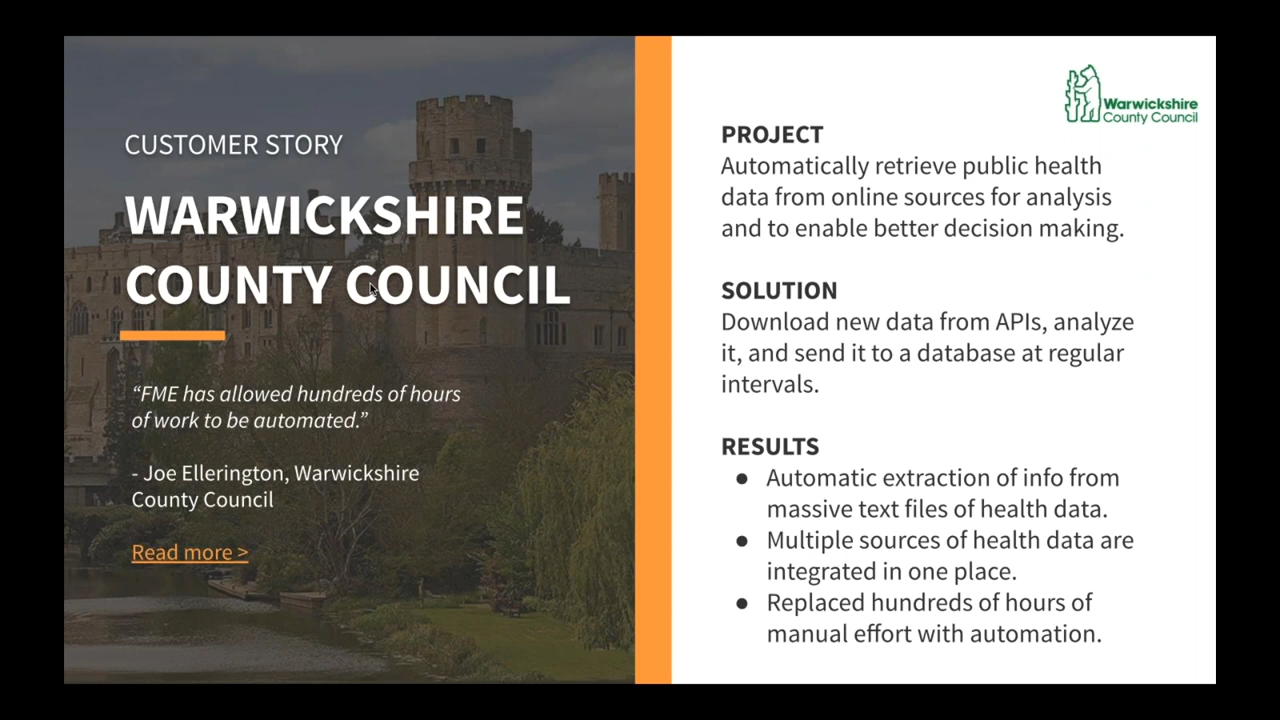 CUSTOMER STORY
WARWICKSHIRE
COUNTY COUNCIL
“FME has allowed hundreds of hours
of work to be automated.”
- Joe Ellerington, Warwickshire
County Council
Read more >
Warwickshire
County Council
PROJECT
Automatically retrieve public health
data from online sources for analysis
and to enable better decision making.
SOLUTION
Download new data from APIs, analyze
it, and send it to a database at regular
intervals.
RESULTS
● Automatic extraction of info from
massive text files of health data.
● Multiple sources of health data are
integrated in one place.
● Replaced hundreds of hours of
manual effort with automation.